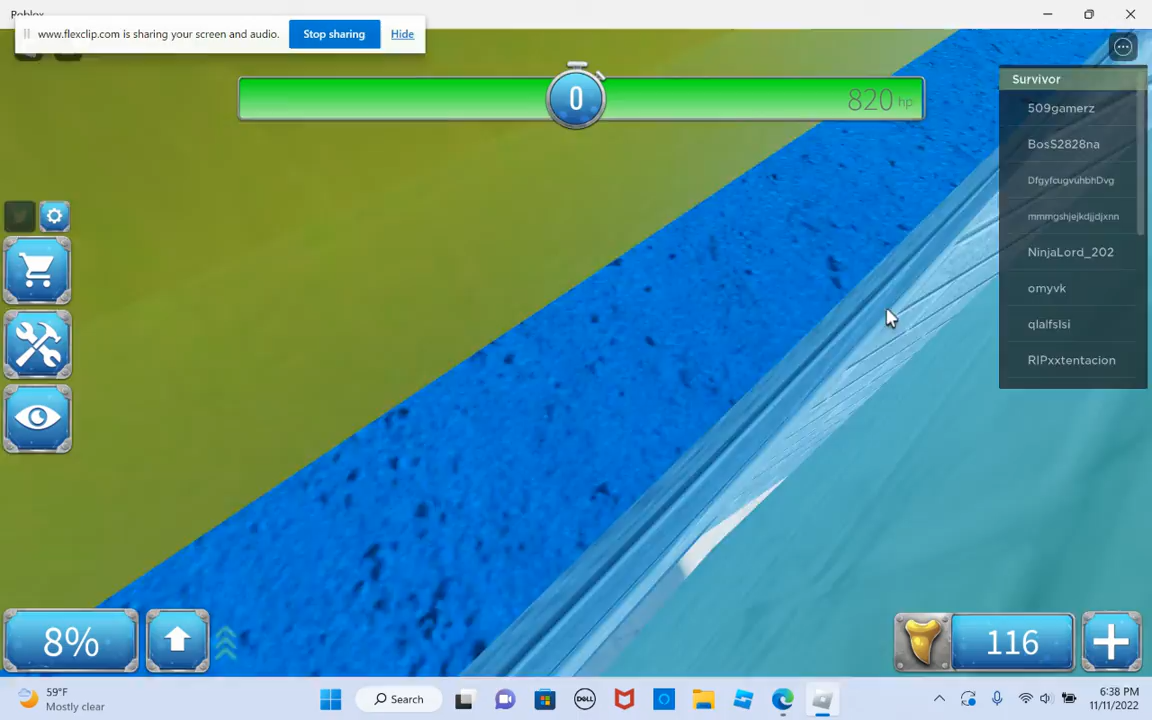 Roblox
www.flexclip.com is sharing your screen and audio.
Stop sharing
Hide
0
820 hp
Survivor
509gamerz
BosS2828na
DfgyfcugvuhbhDvg
mmmgshjejkdjjdjxnn
NinjaLord_202
omyvk
RIPxxtentacion
8%
116
59°F
Mostly clear
Search
DELL
6:38 PM
11/11/2022